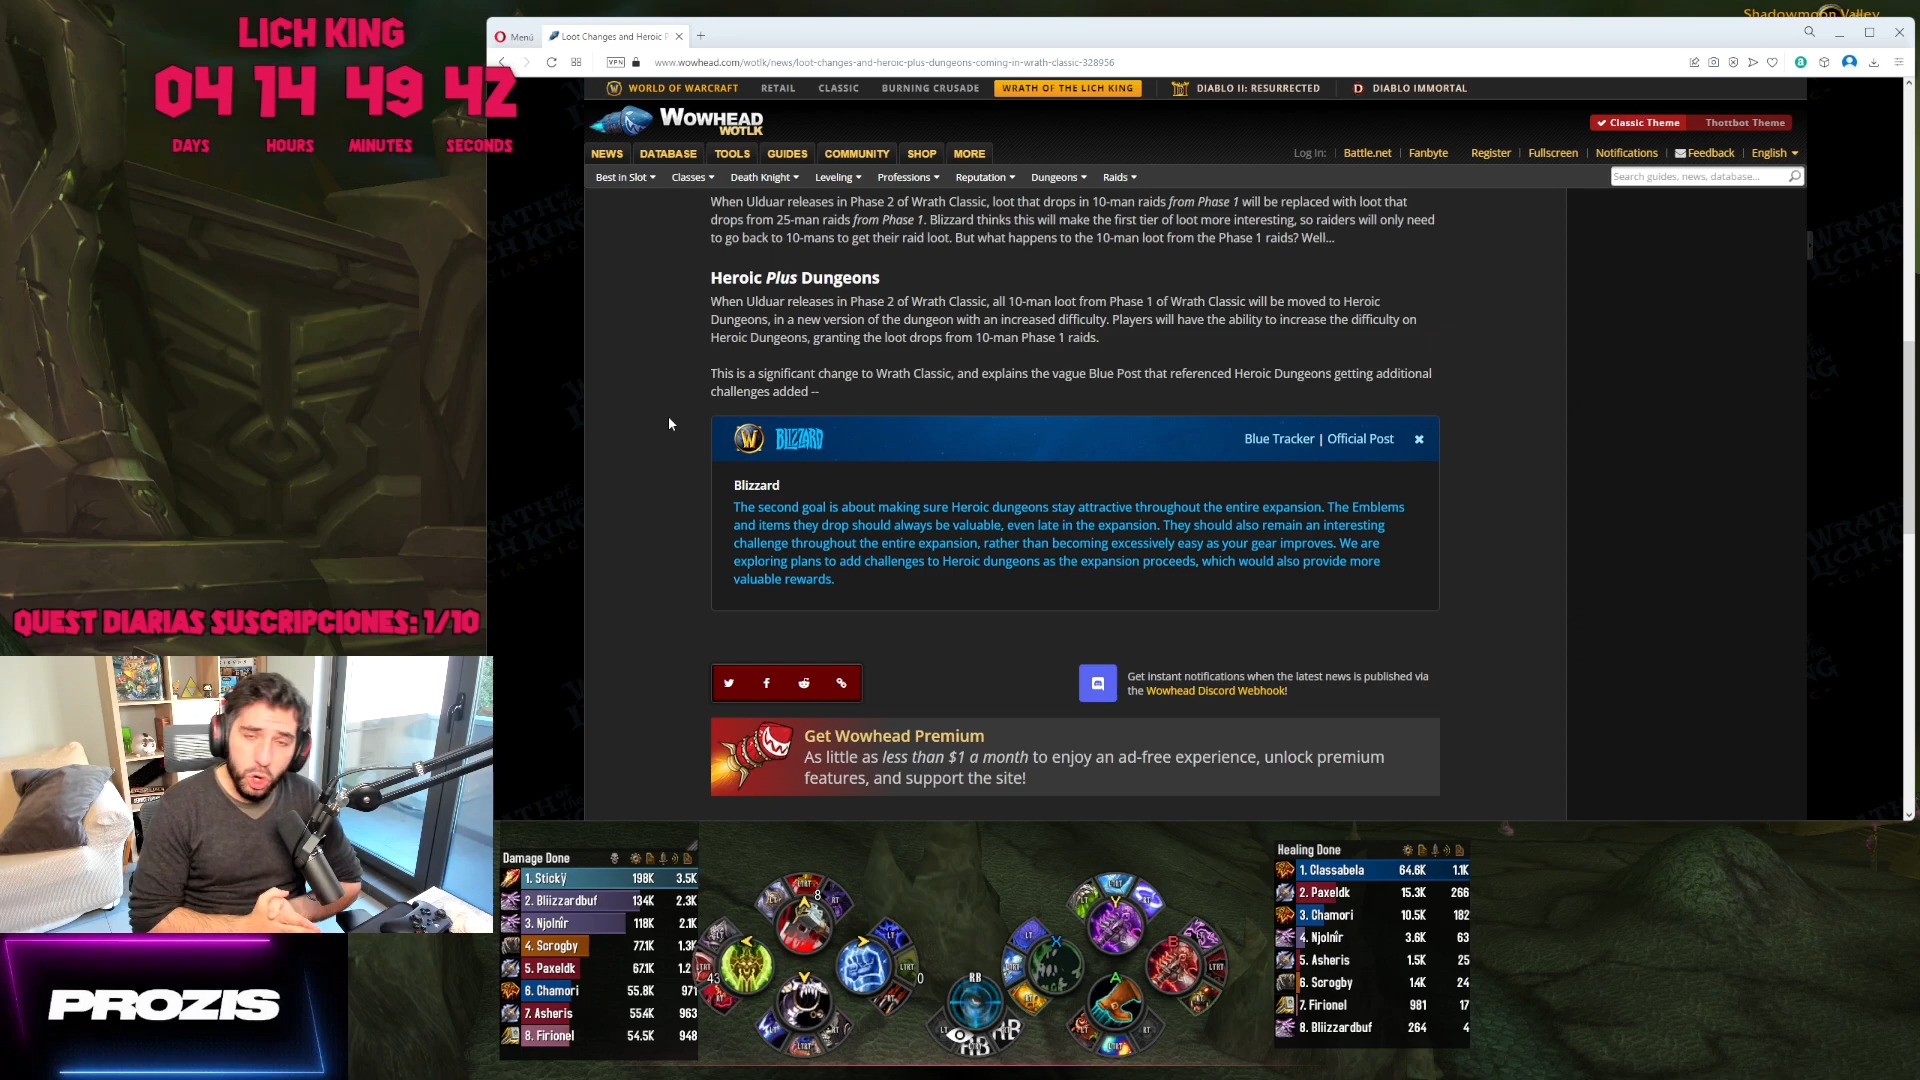 LICH KING
04 14 49 42
DAYS HOURS MINUTES SECONDS
QUEST DIARIAS SUSCRIPCIONES: 1/10
PROZIS
Shadowmoon Valley
Menú
Loot Changes and Heroic P
VPN
www.wowhead.com/wotlk/news/loot-changes-and-heroic-plus-dungeons-coming-in-wrath-classic-328956
WORLD OF WARCRAFT RETAIL CLASSIC BURNING CRUSADE WRATH OF THE LICH KING DIABLO II: RESURRECTED DIABLO IMMORTAL
WOWHEAD
WOTLK
Classic Theme Thottbot Theme
NEWS DATABASE TOOLS GUIDES COMMUNITY SHOP MORE
Log In: Battle.net Fanbyte Register Fullscreen Notifications Feedback English
Best in Slot Classes Death Knight Leveling Professions Reputation Dungeons Raids
Search guides, news, database...
When Ulduar releases in Phase 2 of Wrath Classic, loot that drops in 10-man raids from Phase 1 will be replaced with loot that
drops from 25-man raids from Phase 1. Blizzard thinks this will make the first tier of loot more interesting, so raiders will only need
to go back to 10-mans to get their raid loot. But what happens to the 10-man loot from the Phase 1 raids? Well...
Heroic Plus Dungeons
When Ulduar releases in Phase 2 of Wrath Classic, all 10-man loot from Phase 1 of Wrath Classic will be moved to Heroic
Dungeons, in a new version of the dungeon with an increased difficulty. Players will have the ability to increase the difficulty on
Heroic Dungeons, granting the loot drops from 10-man Phase 1 raids.
This is a significant change to Wrath Classic, and explains the vague Blue Post that referenced Heroic Dungeons getting additional
challenges added --
BLIZZARD
Blue Tracker | Official Post
Blizzard
The second goal is about making sure Heroic dungeons stay attractive throughout the entire expansion. The Emblems
and items they drop should always be valuable, even late in the expansion. They should also remain an interesting
challenge throughout the entire expansion, rather than becoming excessively easy as your gear improves. We are
exploring plans to add challenges to Heroic dungeons as the expansion proceeds, which would also provide more
valuable rewards.
Get instant notifications when the latest news is published via
the Wowhead Discord Webhook!
Get Wowhead Premium
As little as less than $1 a month to enjoy an ad-free experience, unlock premium
features, and support the site!
Damage Done
1. Stickÿ 198K 3.5K
2. Bliizzardbuf 134K 2.3K
3. Njolnîr 118K 2.1K
4. Scrogby 77.1K 1.3K
5. Paxeldk 67.1K 1.2
6. Chamori 55.8K 971
7. Asheris 55.4K 963
8. Firionel 54.5K 948
8
43
0
Y
X
B
A
RB
LT
RT
LTRT
Healing Done
1. Classabela 64.6K 1.1K
2. Paxeldk 15.3K 266
3. Chamori 10.5K 182
4. Njolnîr 3.6K 63
5. Asheris 1.5K 25
6. Scrogby 1.4K 24
7. Firionel 981 17
8. Bliizzardbuf 264 4